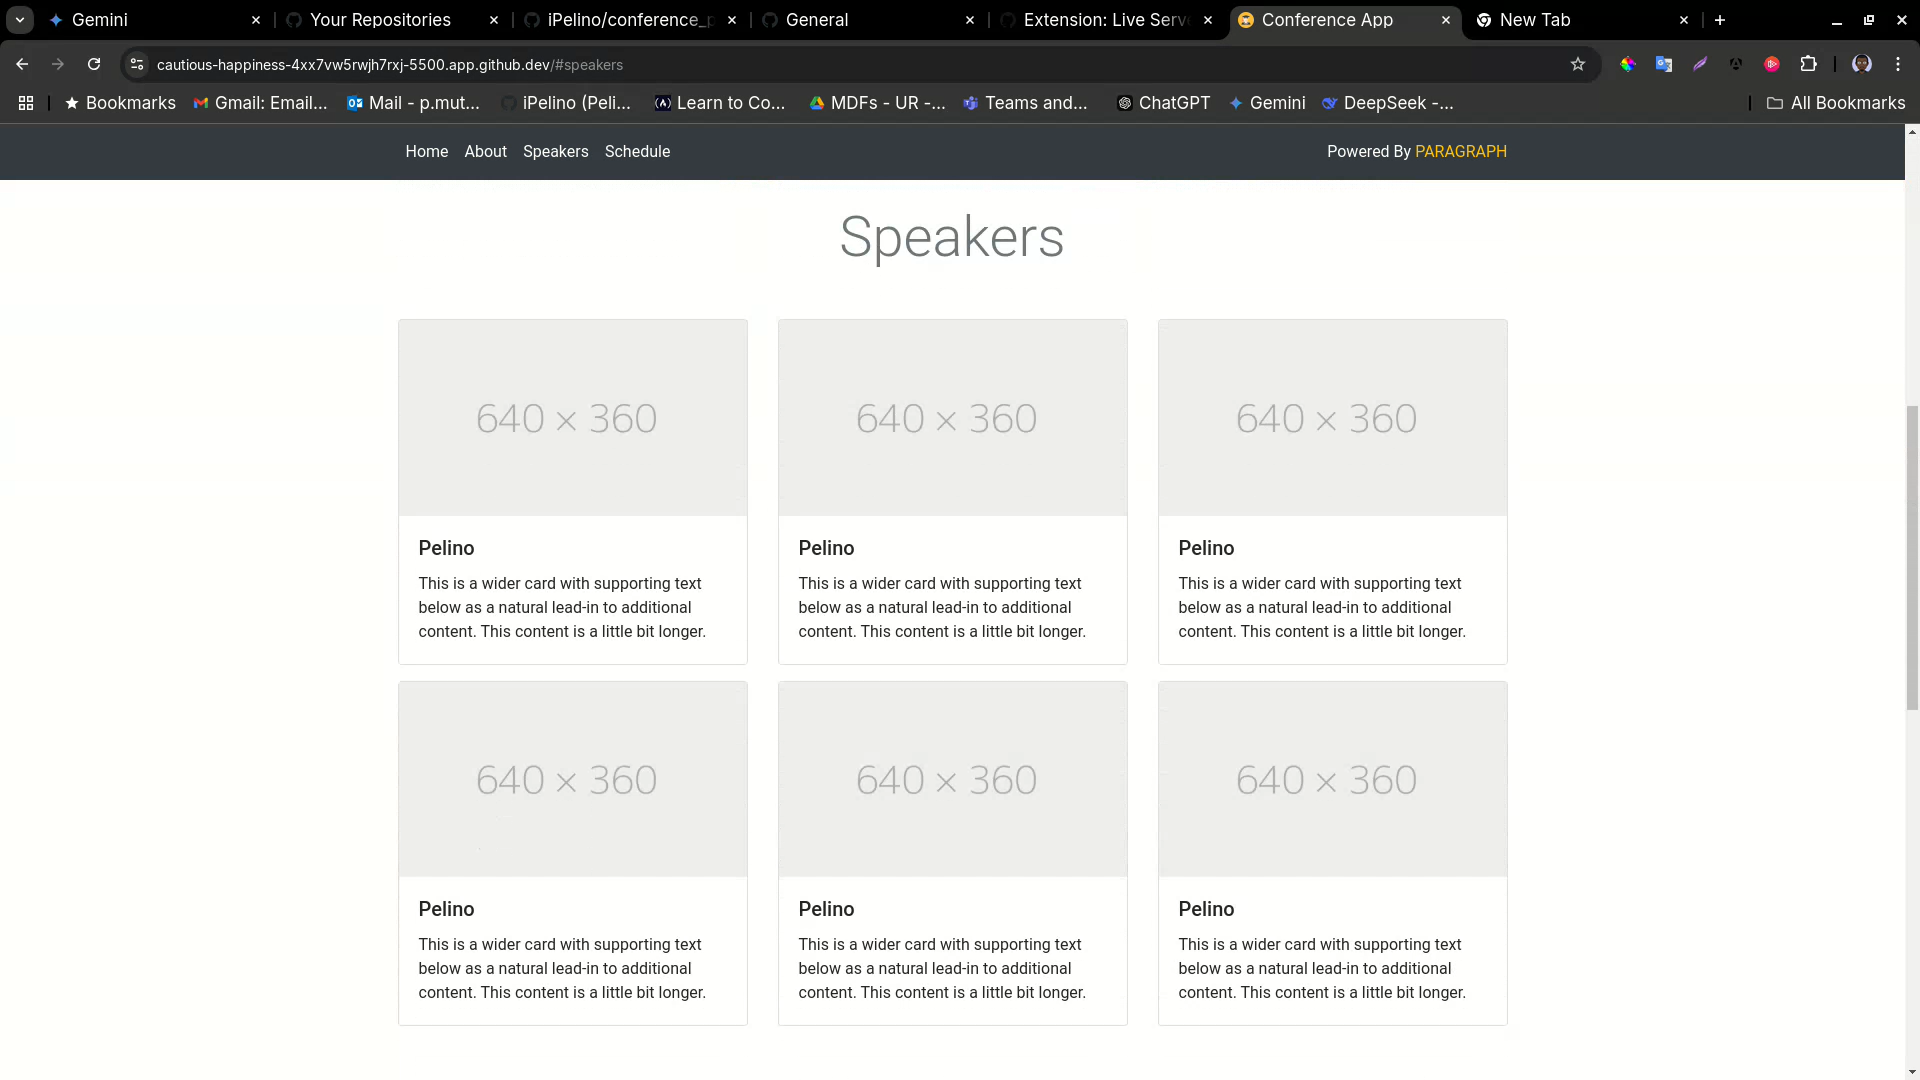 Gemini
Your Repositories
iPelino/conference_p
General
Extension: Live Serve
Conference App
New Tab
cautious-happiness-4xx7vw5rwjh7rxj-5500.app.github.dev/#speakers
Bookmarks
Gmail: Email...
Mail - p.mut...
iPelino (Peli...
Learn to Co...
MDFs - UR -...
Teams and...
ChatGPT
Gemini
DeepSeek -...
All Bookmarks
Home About Speakers Schedule
Powered By PARAGRAPH
Speakers
640 × 360
640 × 360
640 × 360
Pelino
This is a wider card with supporting text
below as a natural lead-in to additional
content. This content is a little bit longer.
Pelino
This is a wider card with supporting text
below as a natural lead-in to additional
content. This content is a little bit longer.
Pelino
This is a wider card with supporting text
below as a natural lead-in to additional
content. This content is a little bit longer.
640 × 360
640 × 360
640 × 360
Pelino
This is a wider card with supporting text
below as a natural lead-in to additional
content. This content is a little bit longer.
Pelino
This is a wider card with supporting text
below as a natural lead-in to additional
content. This content is a little bit longer.
Pelino
This is a wider card with supporting text
below as a natural lead-in to additional
content. This content is a little bit longer.